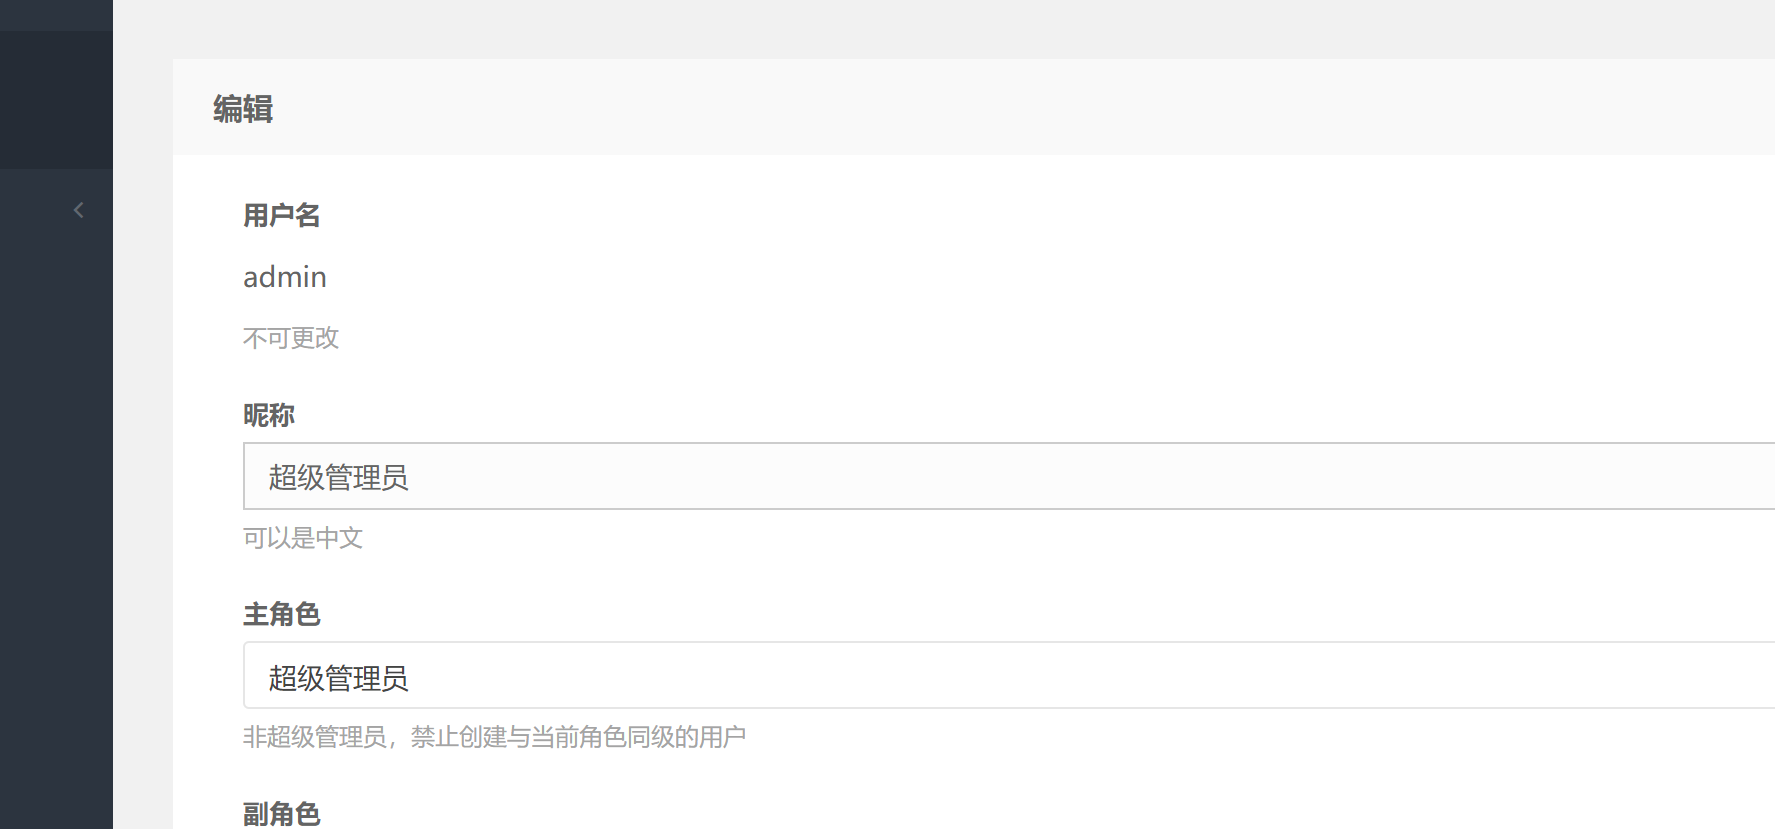 编辑
用户名
admin
不可更改
昵称
超级管理员
可以是中文
主角色
超级管理员
非超级管理员，禁止创建与当前角色同级的用户
副角色